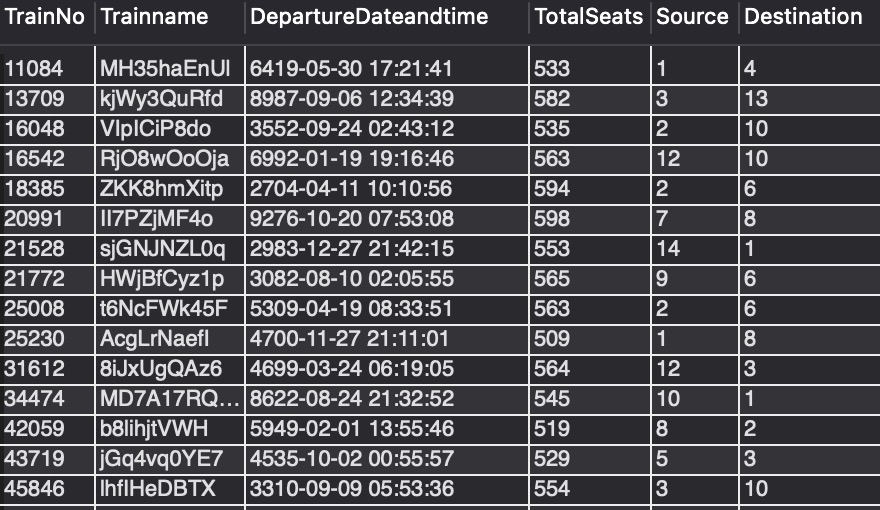 TrainNo Trainname DepartureDateandtime TotalSeats Source Destination
11084 MH35haEnUl 6419-05-30 17:21:41 533 1 4
13709 kjWy3QuRfd 8987-09-06 12:34:39 582 3 13
16048 VIpICiP8do 3552-09-24 02:43:12 535 2 10
16542 RjO8wOoOja 6992-01-19 19:16:46 563 12 10
18385 ZKK8hmXitp 2704-04-11 10:10:56 594 2 6
20991 Il7PZjMF4o 9276-10-20 07:53:08 598 7 8
21528 sjGNJNZL0q 2983-12-27 21:42:15 553 14 1
21772 HWjBfCyz1p 3082-08-10 02:05:55 565 9 6
25008 t6NcFWk45F 5309-04-19 08:33:51 563 2 6
25230 AcgLrNaefI 4700-11-27 21:11:01 509 1 8
31612 8iJxUgQAz6 4699-03-24 06:19:05 564 12 3
34474 MD7A17RQ... 8622-08-24 21:32:52 545 10 1
42059 b8lihjtVWH 5949-02-01 13:55:46 519 8 2
43719 jGq4vq0YE7 4535-10-02 00:55:57 529 5 3
45846 lhflHeDBTX 3310-09-09 05:53:36 554 3 10